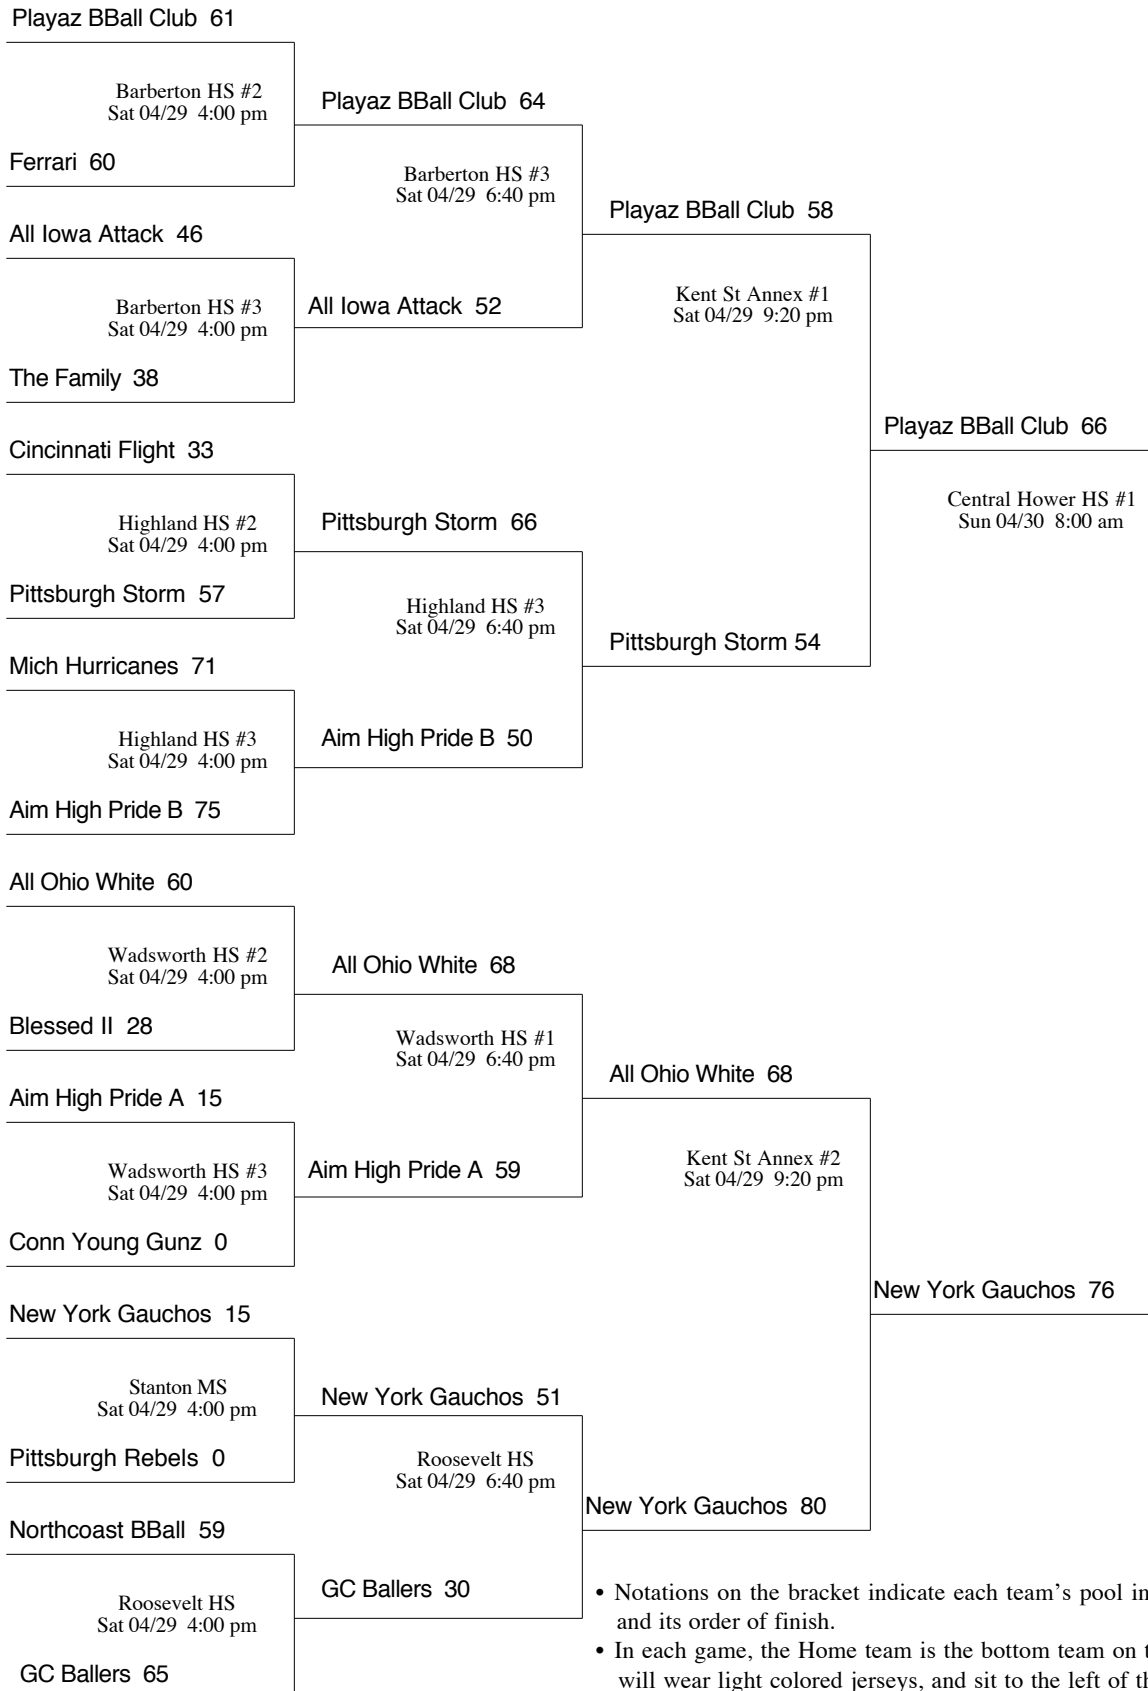 Playaz BBall Club 61
Barberton HS #2
Sat 04/29 4:00 pm
Ferrari 60
Playaz BBall Club 64
Barberton HS #3
Sat 04/29 6:40 pm
All Iowa Attack 46
Barberton HS #3
Sat 04/29 4:00 pm
The Family 38
All Iowa Attack 52
Playaz BBall Club 58
Kent St Annex #1
Sat 04/29 9:20 pm
Cincinnati Flight 33
Highland HS #2
Sat 04/29 4:00 pm
Pittsburgh Storm 57
Pittsburgh Storm 66
Highland HS #3
Sat 04/29 6:40 pm
Mich Hurricanes 71
Highland HS #3
Sat 04/29 4:00 pm
Aim High Pride B 75
Aim High Pride B 50
Pittsburgh Storm 54
Playaz BBall Club 66
Central Hower HS #1
Sun 04/30 8:00 am
All Ohio White 60
Wadsworth HS #2
Sat 04/29 4:00 pm
Blessed II 28
All Ohio White 68
Wadsworth HS #1
Sat 04/29 6:40 pm
Aim High Pride A 15
Wadsworth HS #3
Sat 04/29 4:00 pm
Conn Young Gunz 0
Aim High Pride A 59
All Ohio White 68
Kent St Annex #2
Sat 04/29 9:20 pm
New York Gauchos 15
Stanton MS
Sat 04/29 4:00 pm
Pittsburgh Rebels 0
New York Gauchos 51
Roosevelt HS
Sat 04/29 6:40 pm
Northcoast BBall 59
Roosevelt HS
Sat 04/29 4:00 pm
GC Ballers 65
GC Ballers 30
New York Gauchos 80
New York Gauchos 76
• Notations on the bracket indicate each team's pool in
and its order of finish.
• In each game, the Home team is the bottom team on
will wear light colored jerseys, and sit to the left of